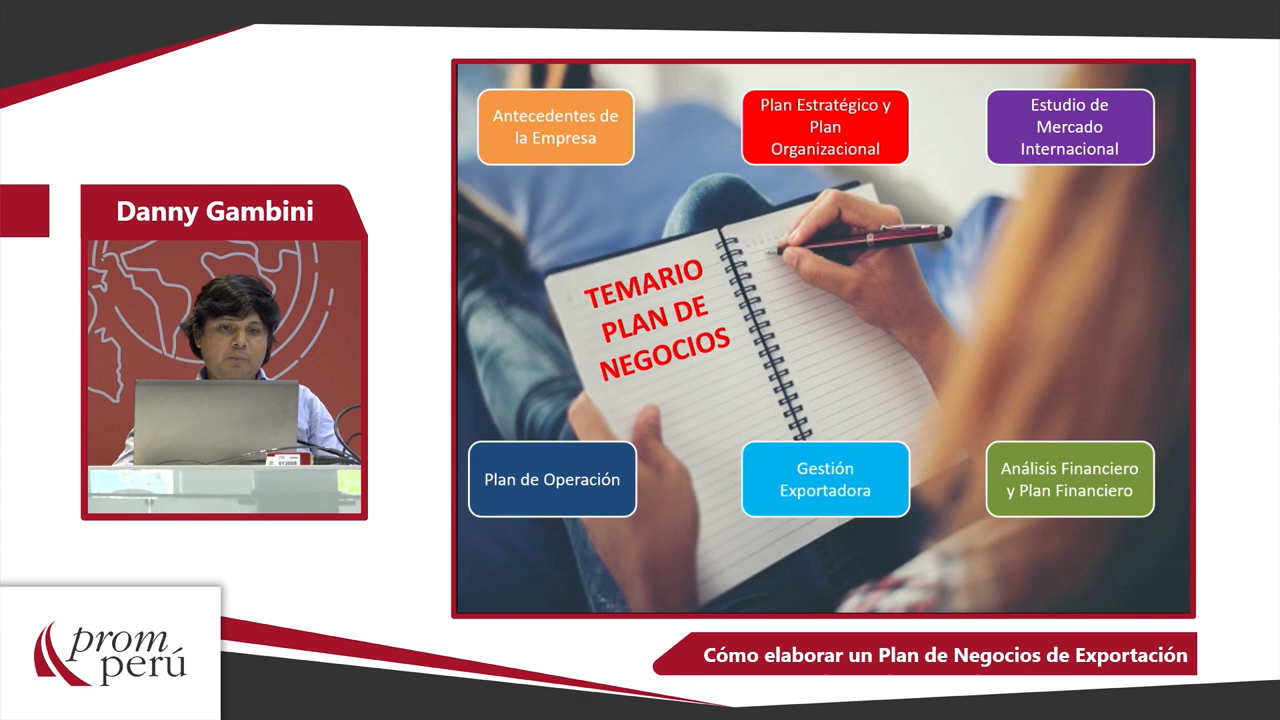 Danny Gambini
Antecedentes de
la Empresa
Plan Estratégico y
Plan
Organizacional
Estudio de
Mercado
Internacional
TEMARIO
PLAN DE
NEGOCIOS
Plan de Operación
Gestión
Exportadora
Análisis Financiero
y Plan Financiero
prom
perú
Cómo elaborar un Plan de Negocios de Exportación